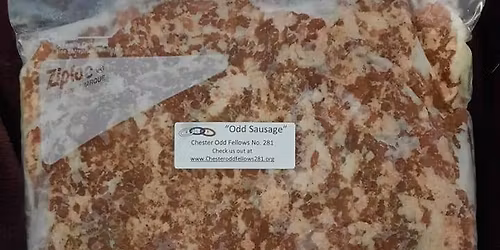 Ziploc
"Odd Sausage"
Chester Odd Fellows No. 281
Check us out at
www.Chesteroddfellows281.org